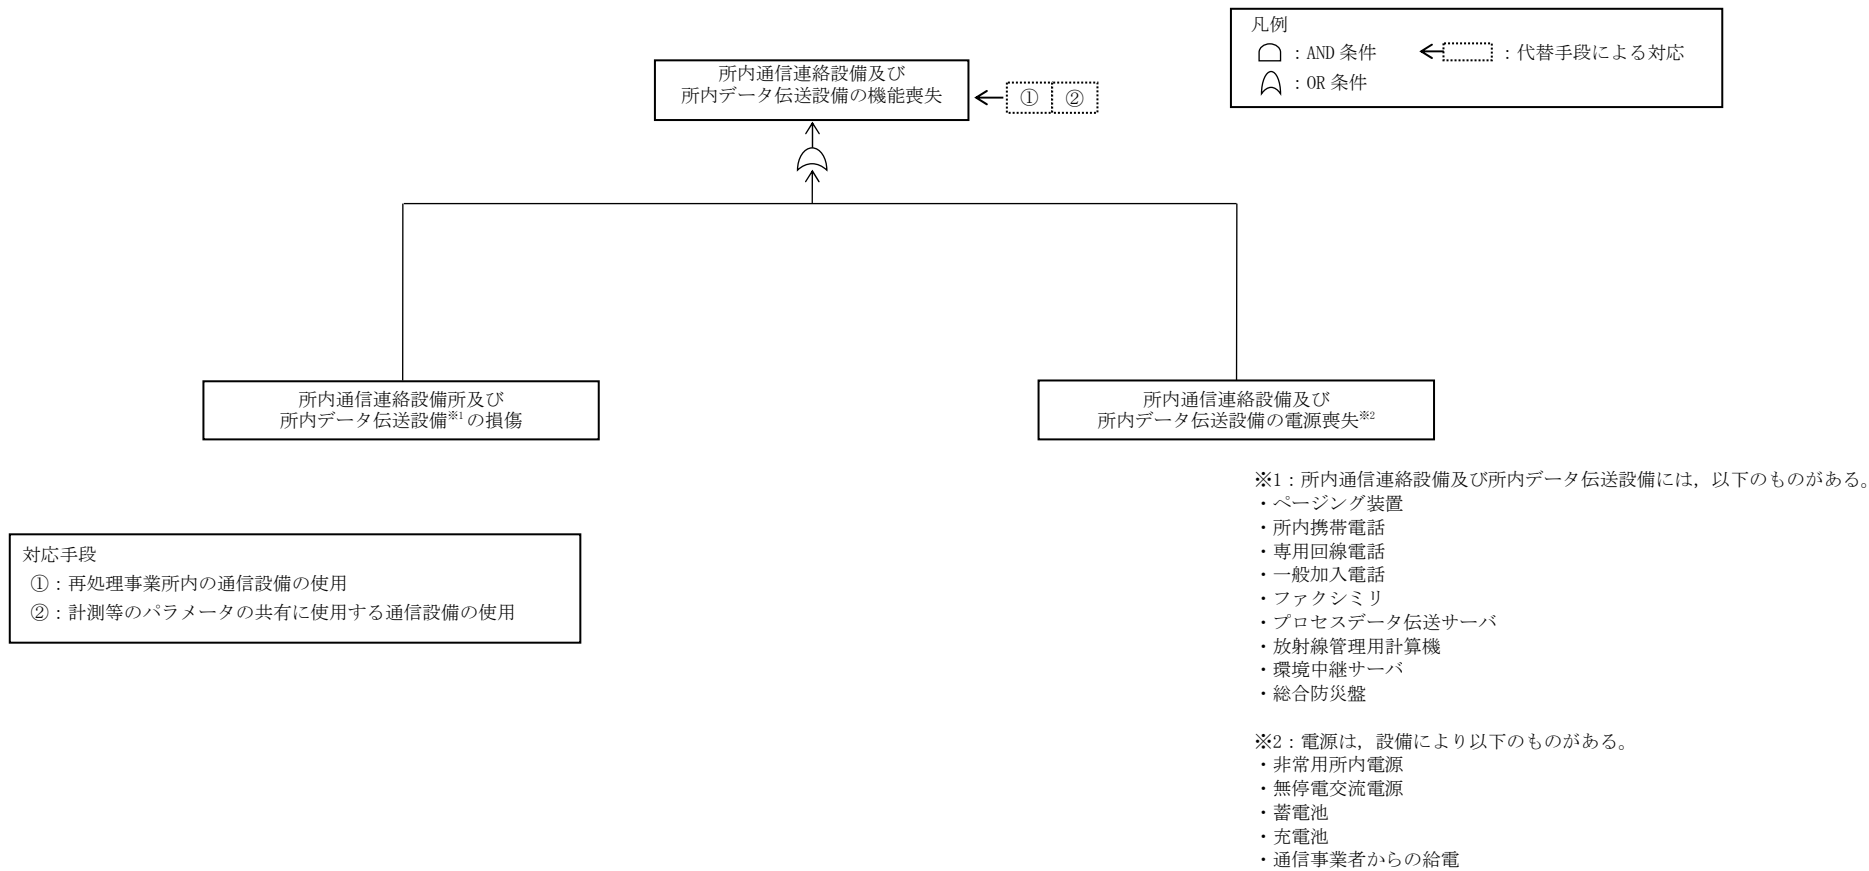 凡例
：AND 条件
：代替手段による対応
：OR 条件
所内通信連絡設備及び
所内データ伝送設備の機能喪失
① ②
所内通信連絡設備所及び
所内データ伝送設備※1 の損傷
所内通信連絡設備及び
所内データ伝送設備の電源喪失※2
対応手段
①：再処理事業所内の通信設備の使用
②：計測等のパラメータの共有に使用する通信設備の使用
※1：所内通信連絡設備及び所内データ伝送設備には，以下のものがある。
・ページング装置
・所内携帯電話
・専用回線電話
・一般加入電話
・ファクシミリ
・プロセスデータ伝送サーバ
・放射線管理用計算機
・環境中継サーバ
・総合防災盤
※2：電源は，設備により以下のものがある。
・非常用所内電源
・無停電交流電源
・蓄電池
・充電池
・通信事業者からの給電